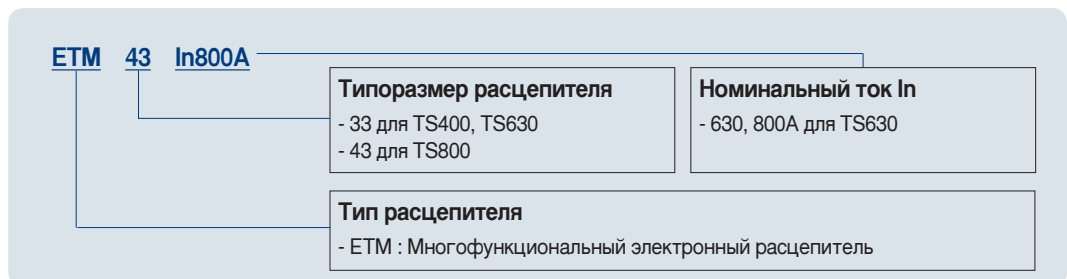 ETM 43 In800A
Типоразмер расцепителя
- 33 для TS400, TS630
- 43 для TS800
Номинальный ток In
- 630, 800A для TS630
Тип расцепителя
- ETM : Многофункциональный электронный расцепитель